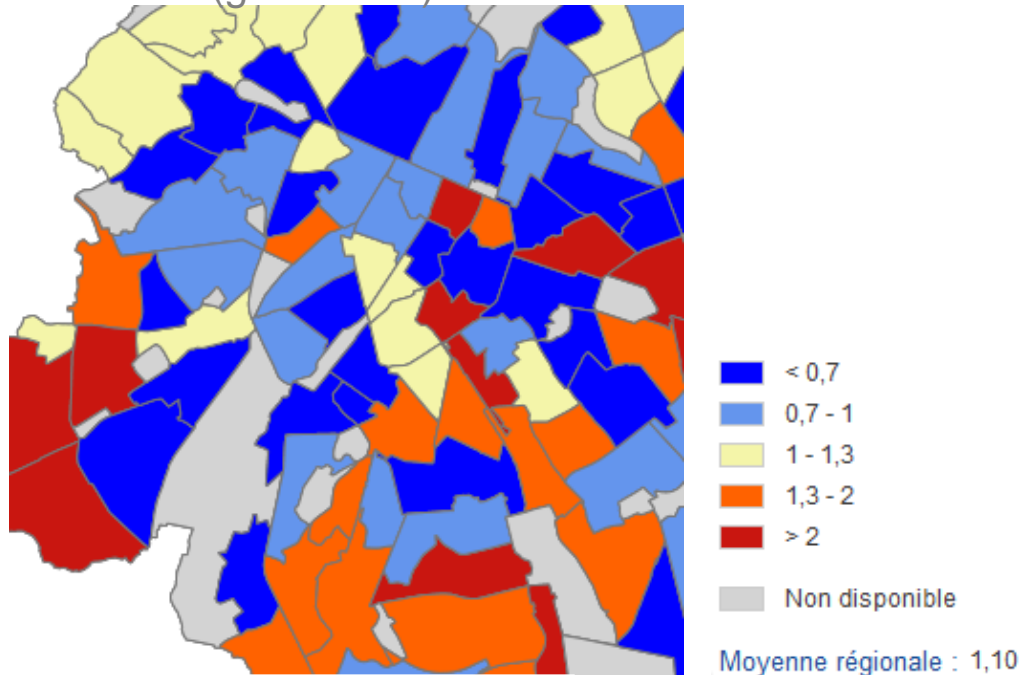 < 0,7
0,7 - 1
1 - 1,3
1,3 - 2
> 2
Non disponible
Moyenne régionale : 1,10